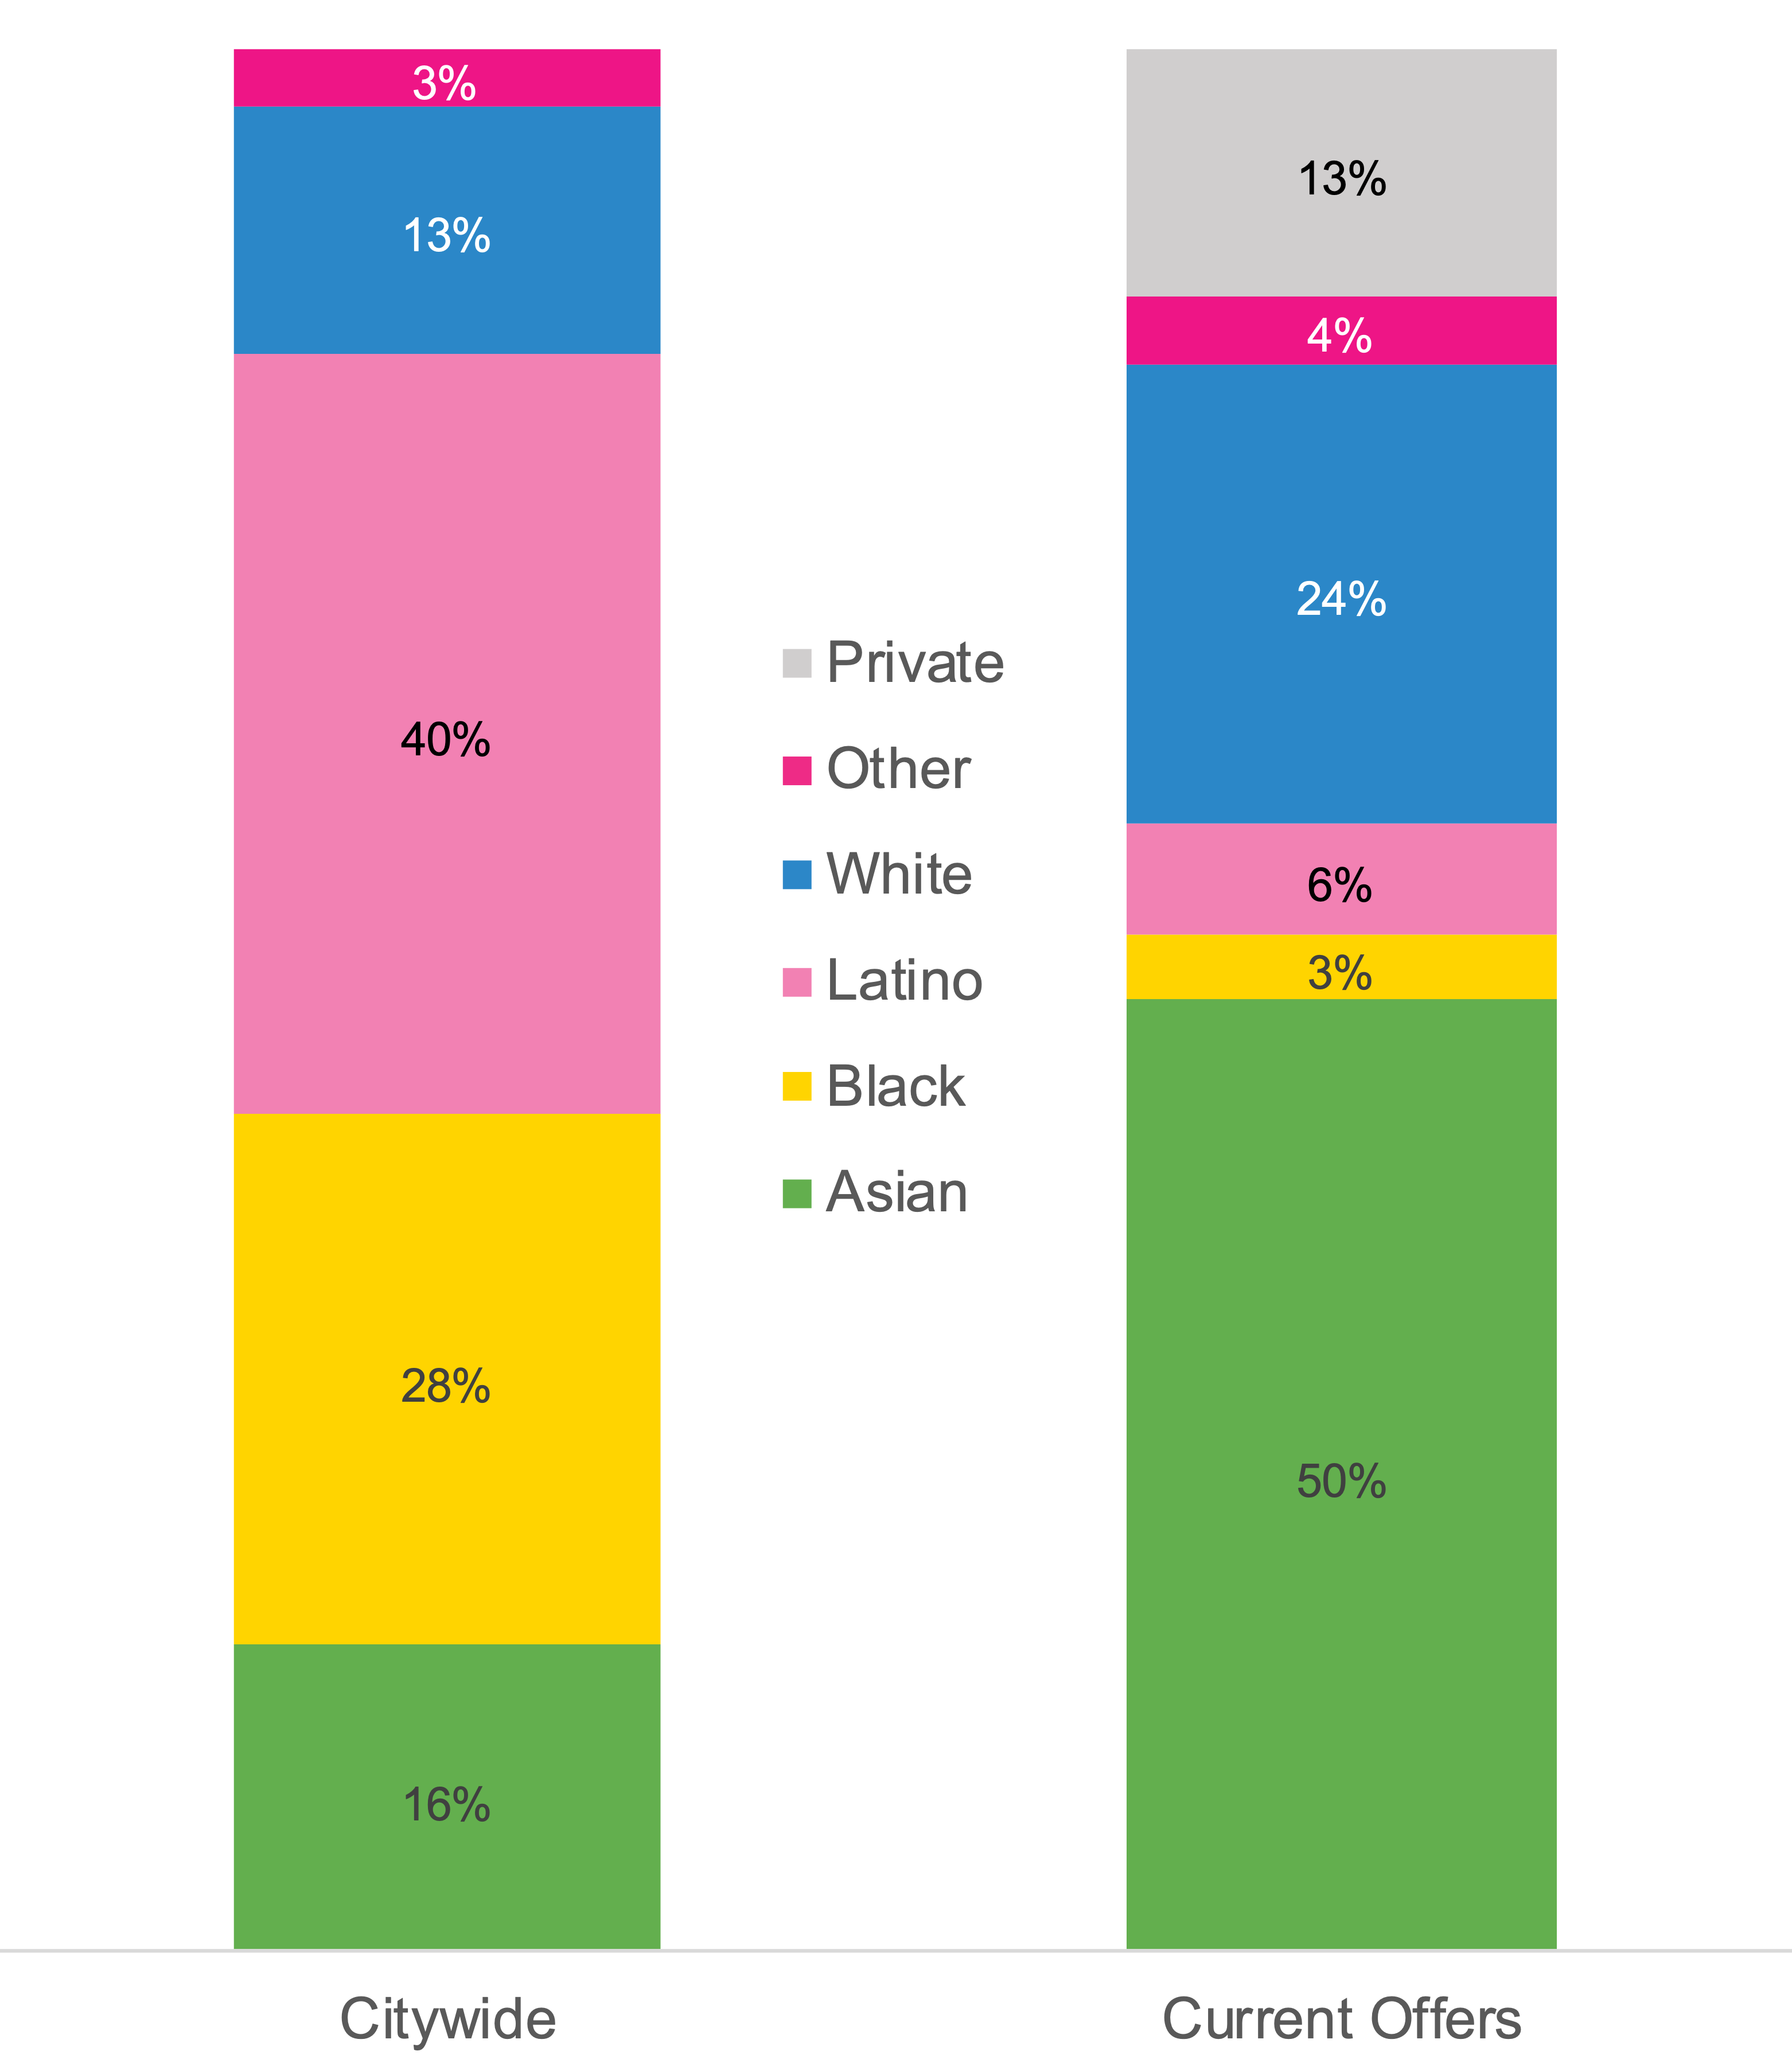 3%
13%
40%
28%
16%
Citywide
Private
Other
White
Latino
Black
Asian
13%
4%
24%
6%
3%
50%
Current Offers